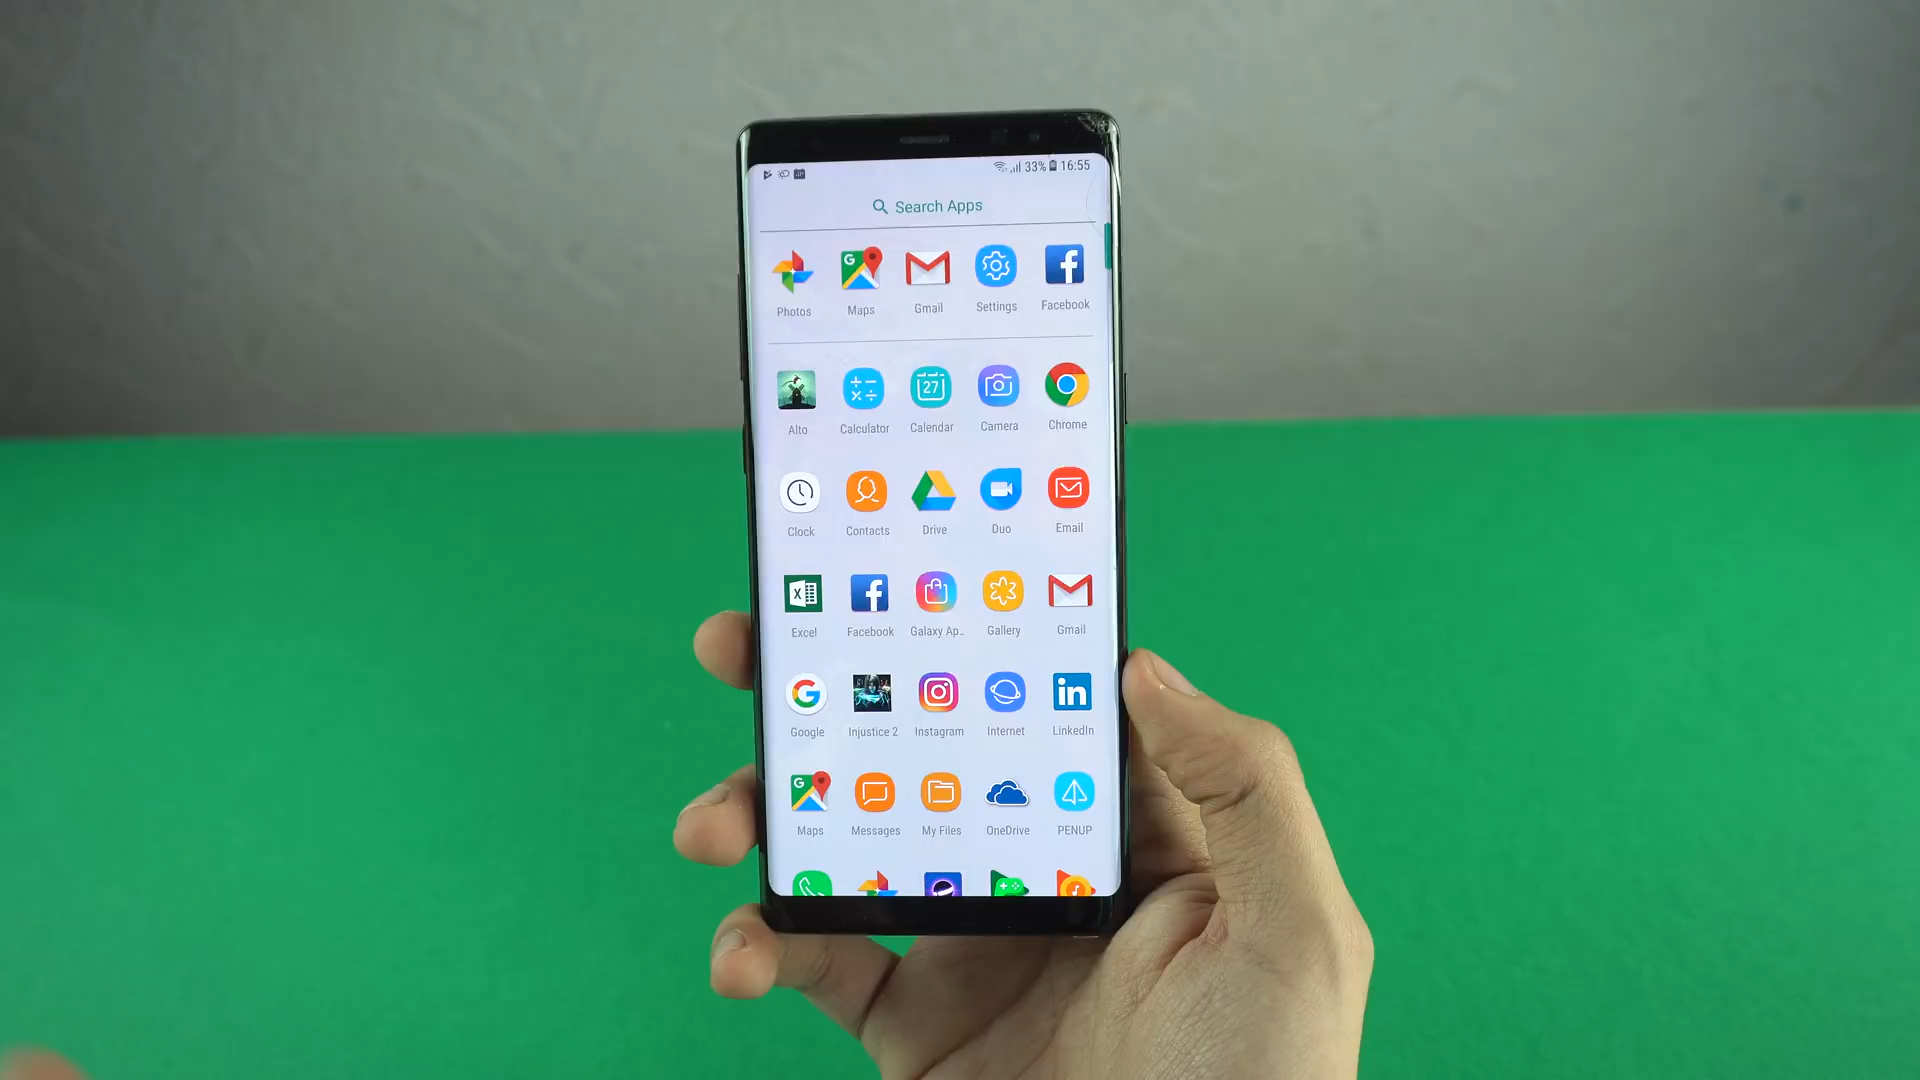 33% 16:55
Search Apps
Photos Maps Gmail Settings Facebook
Alto Calculator Calendar Camera Chrome
27
Clock Contacts Drive Duo Email
Excel Facebook Galaxy Ap.. Gallery Gmail
Google Injustice 2 Instagram Internet LinkedIn
Maps Messages My Files OneDrive PENUP